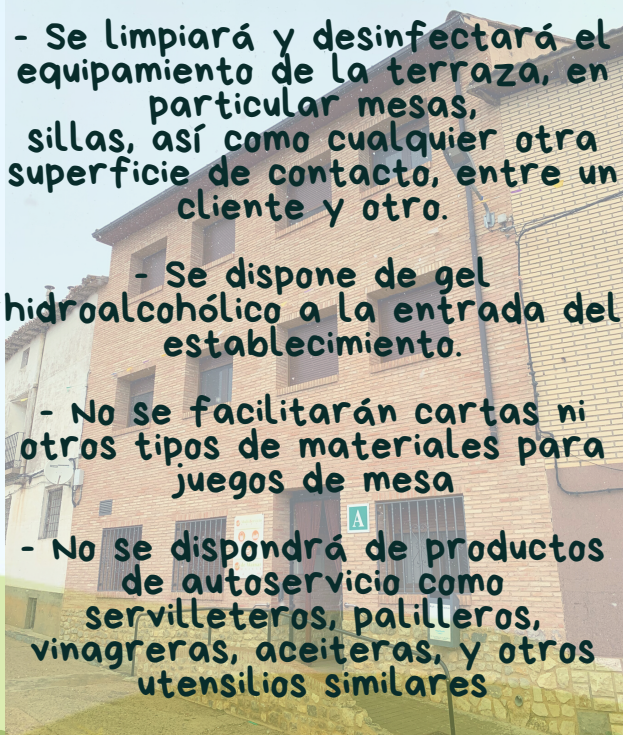 - Se limpiará y desinfectará el
equipamiento de la terraza, en
particular mesas,
sillas, así como cualquier otra
superficie de contacto, entre un
cliente y otro.
- Se dispone de gel
hidroalcohólico a la entrada del
establecimiento.
- No se facilitarán cartas ni
otros tipos de materiales para
juegos de mesa
- No se dispondrá de productos
de autoservicio como
servilleteros, palilleros,
vinagreras, aceiteras, y otros
utensilios similares
A